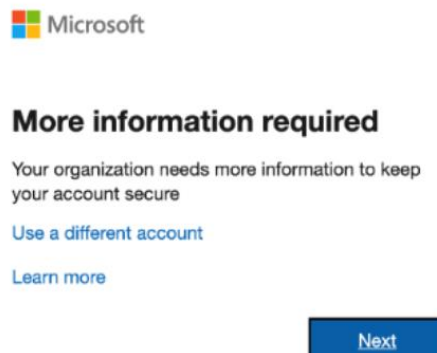 Microsoft
More information required
Your organization needs more information to keep
your account secure
Use a different account
Learn more
Next